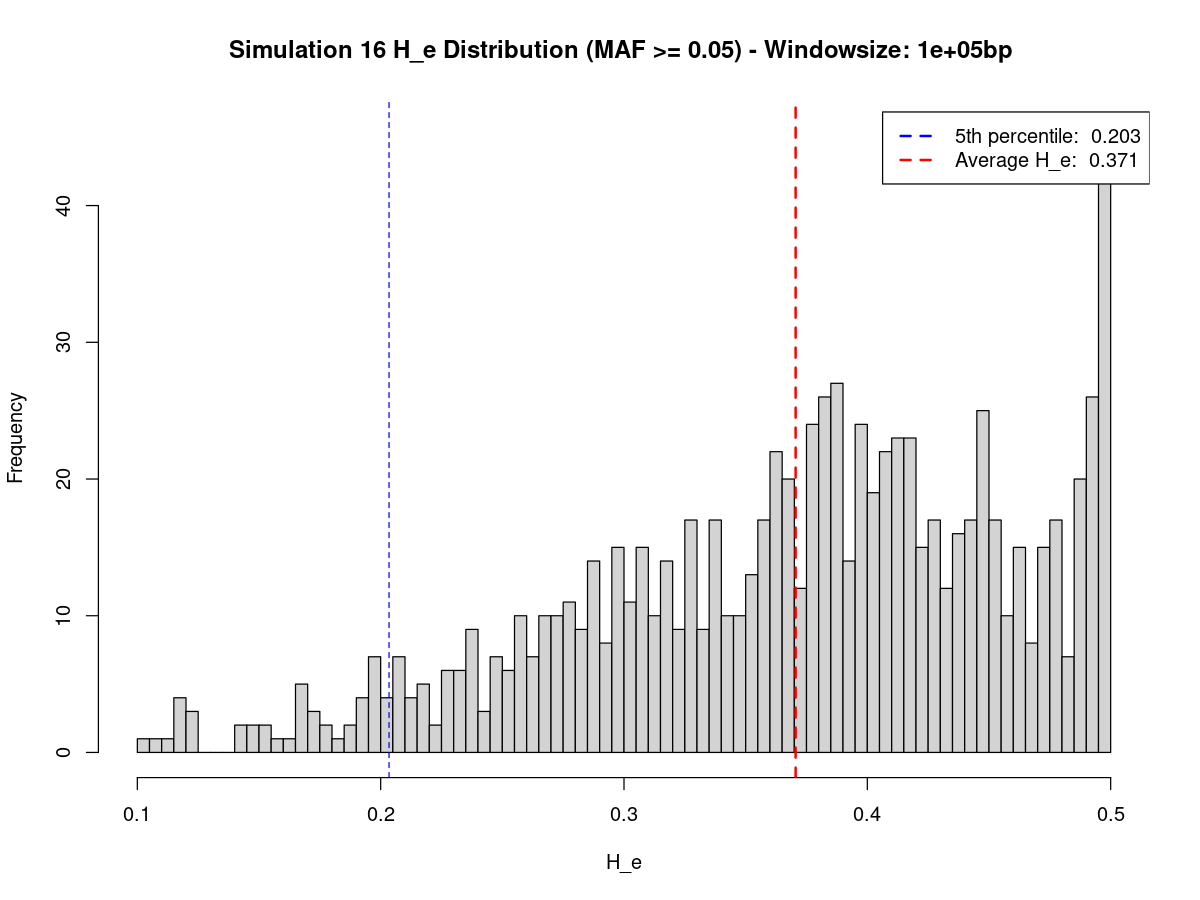 Simulation 16 H_e Distribution (MAF >= 0.05) - Windowsize: 1e+05bp
5th percentile: 0.203
Average H_e: 0.371
Frequency
40
30
20
10
0
0.1 0.2 0.3 0.4 0.5
H_e